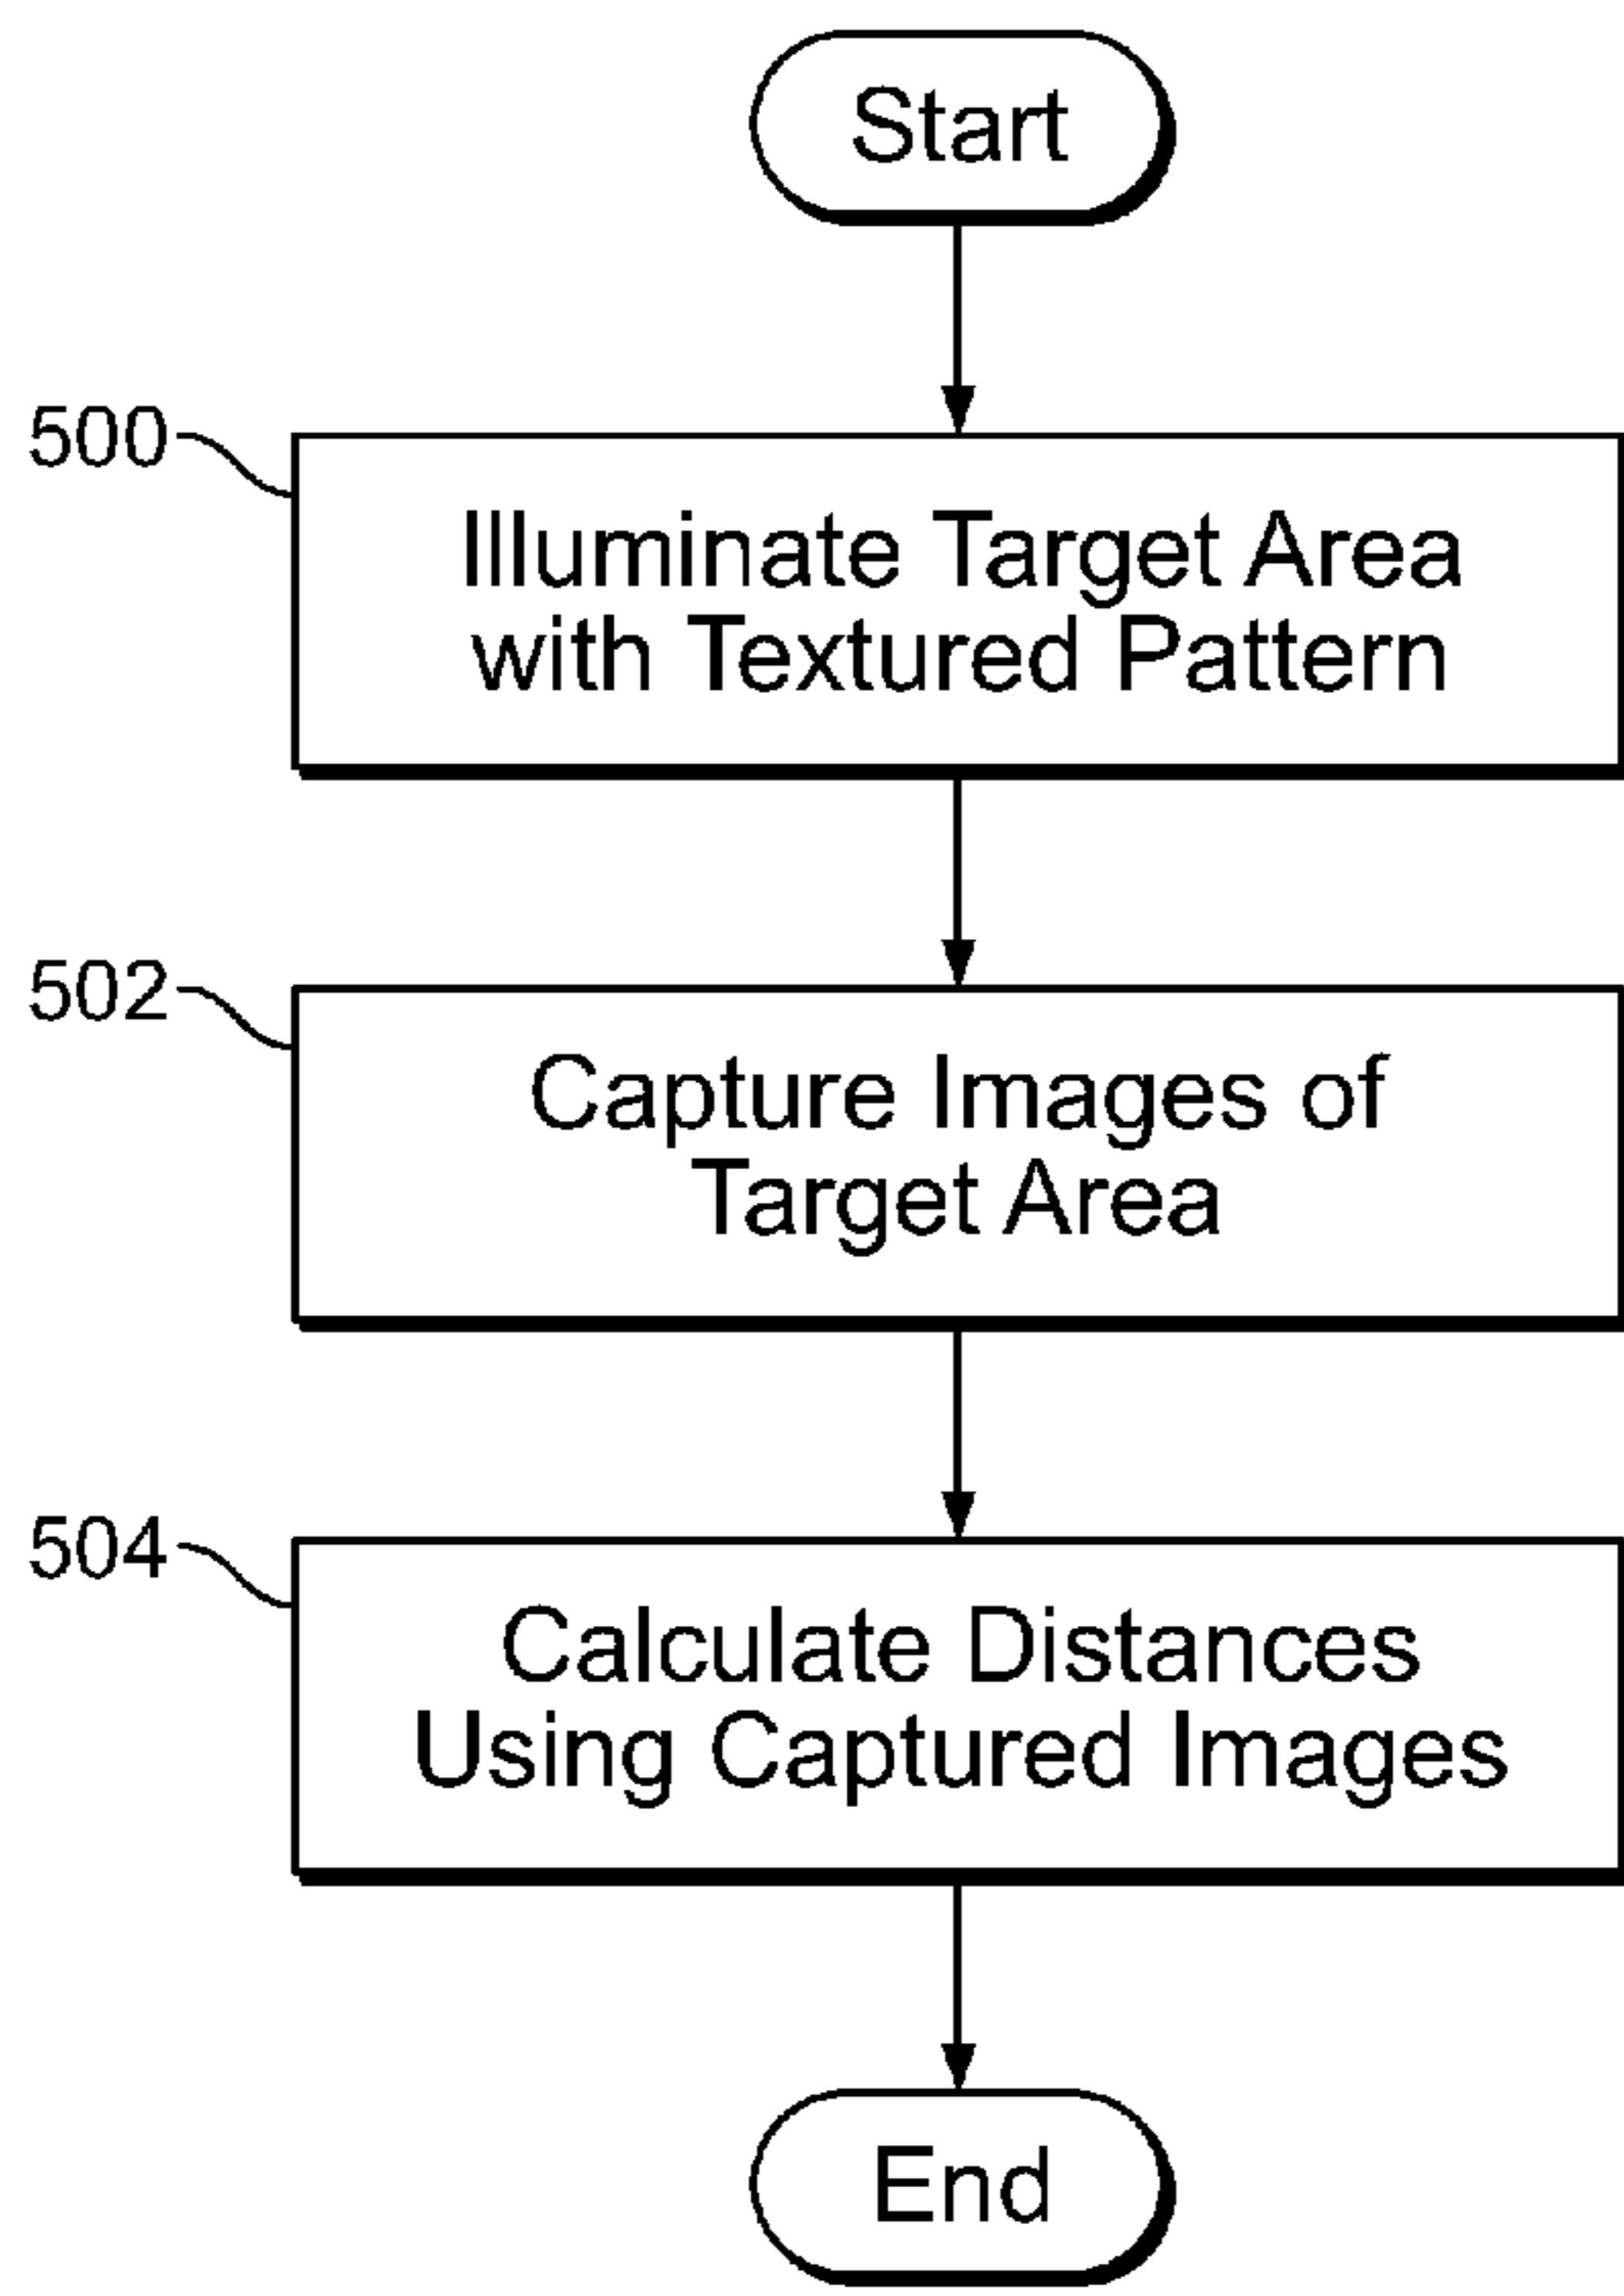 Start
500
Illuminate Target Area
with Textured Pattern
502
Capture Images of
Target Area
504
Calculate Distances
Using Captured Images
End